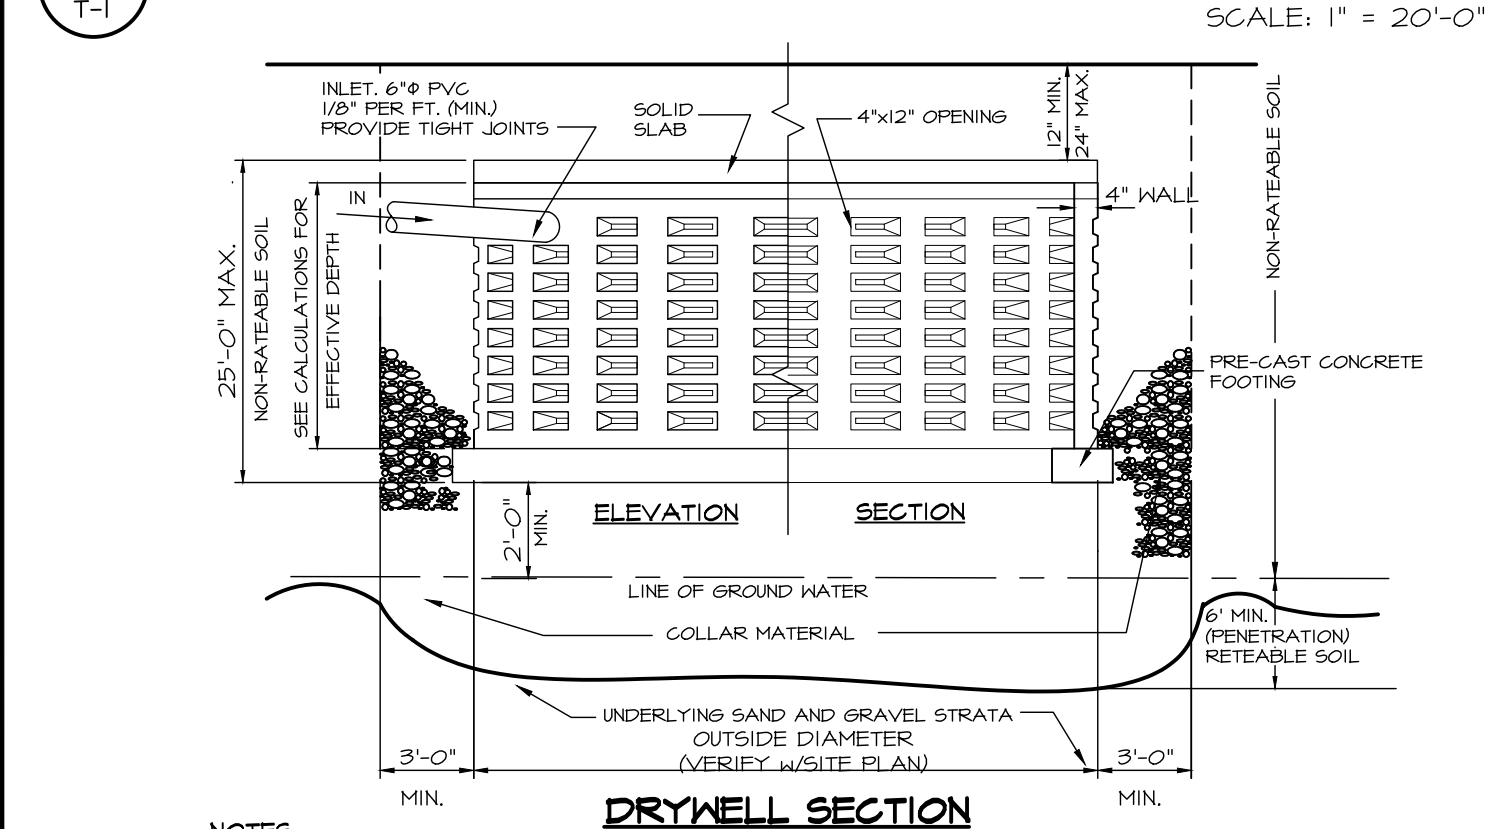 T-1
SCALE: 1" = 20'-0"
INLET. 6"Φ PVC
1/8" PER FT. (MIN.)
PROVIDE TIGHT JOINTS
SOLID
SLAB
4"x12" OPENING
12" MIN.
24" MAX.
NON-RATEABLE SOIL
IN
4" WALL
25'-0" MAX.
NON-RATEABLE SOIL
SEE CALCULATIONS FOR
EFFECTIVE DEPTH
PRE-CAST CONCRETE
FOOTING
ELEVATION
SECTION
2'-0"
MIN.
LINE OF GROUND WATER
COLLAR MATERIAL
6' MIN.
(PENETRATION)
RETEABLE SOIL
UNDERLYING SAND AND GRAVEL STRATA
OUTSIDE DIAMETER
(VERIFY W/SITE PLAN)
3'-0"
MIN.
3'-0"
MIN.
DRYWELL SECTION
NOTES